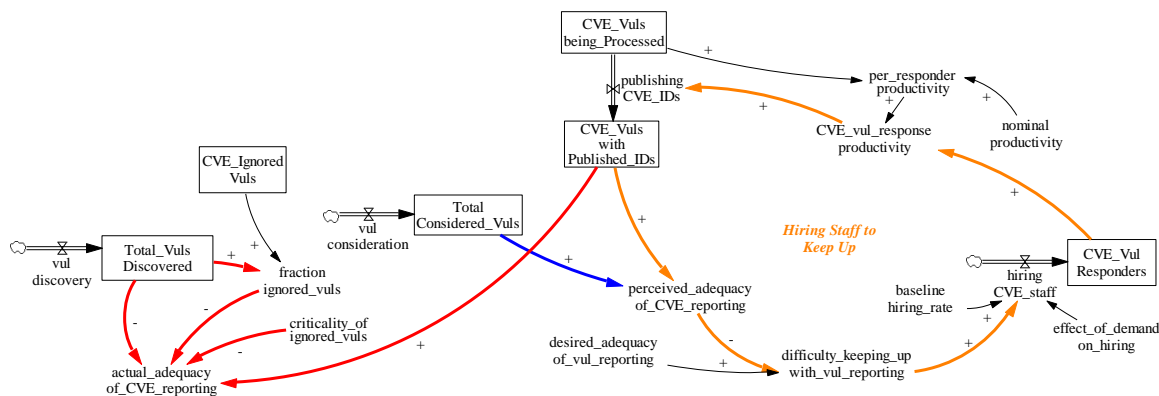 CVE_Vuls
being_Processed
+
publishing
CVE_IDs
+
per_responder
productivity
+
+
CVE_vul_response
productivity
nominal
productivity
CVE_Vuls
with
Published_IDs
CVE_Ignored
Vuls
+
Total
Considered_Vuls
vul
consideration
+
+
Hiring Staff to
Keep Up
Total_Vuls
Discovered
vul
discovery
+
+
fraction
ignored_vuls
+
perceived_adequacy
of_CVE_reporting
CVE_Vul
Responders
hiring
CVE_staff
baseline
hiring_rate
+
+
+
effect_of_demand
on_hiring
-
-
criticality_of
ignored_vuls
-
+
desired_adequacy
of_vul_reporting
+
-
difficulty_keeping_up
with_vul_reporting
+
actual_adequacy
of_CVE_reporting